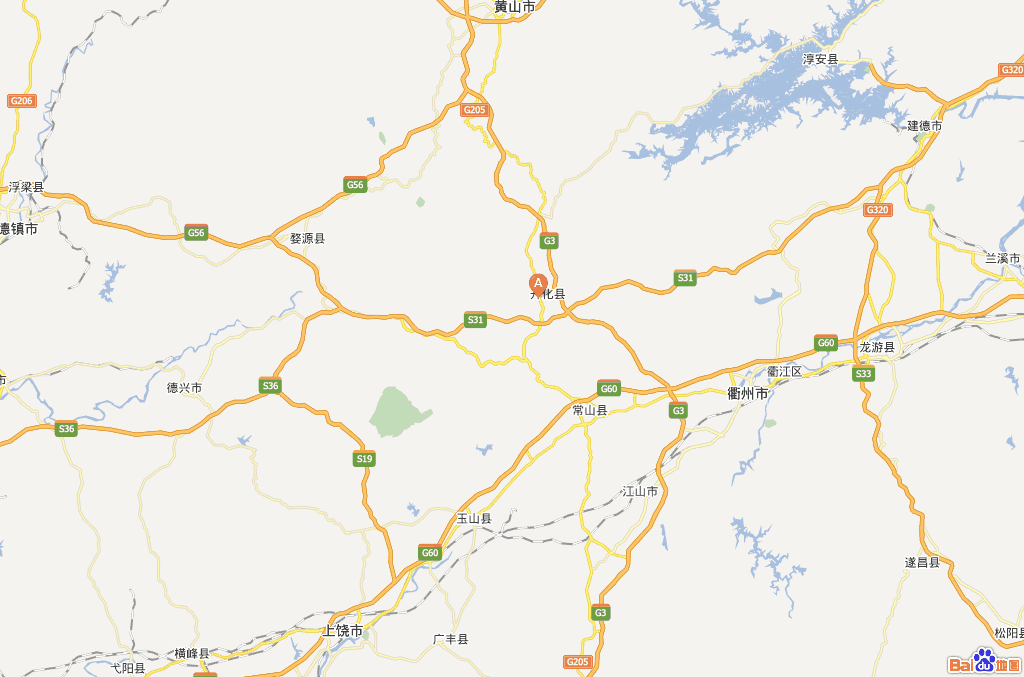 黄山市
淳安县
G320
G206
G205
建德市
G56
浮梁县
G320
德镇市
G56
婺源县
G3
兰溪市
S31
A
开化县
S31
G60
龙游县
衢江区
S33
市
德兴市
S36
G60
衢州市
常山县
G3
S36
S19
江山市
玉山县
G60
遂昌县
G3
上饶市
松阳县
广丰县
横峰县
弋阳县
G205
Bai du 地图